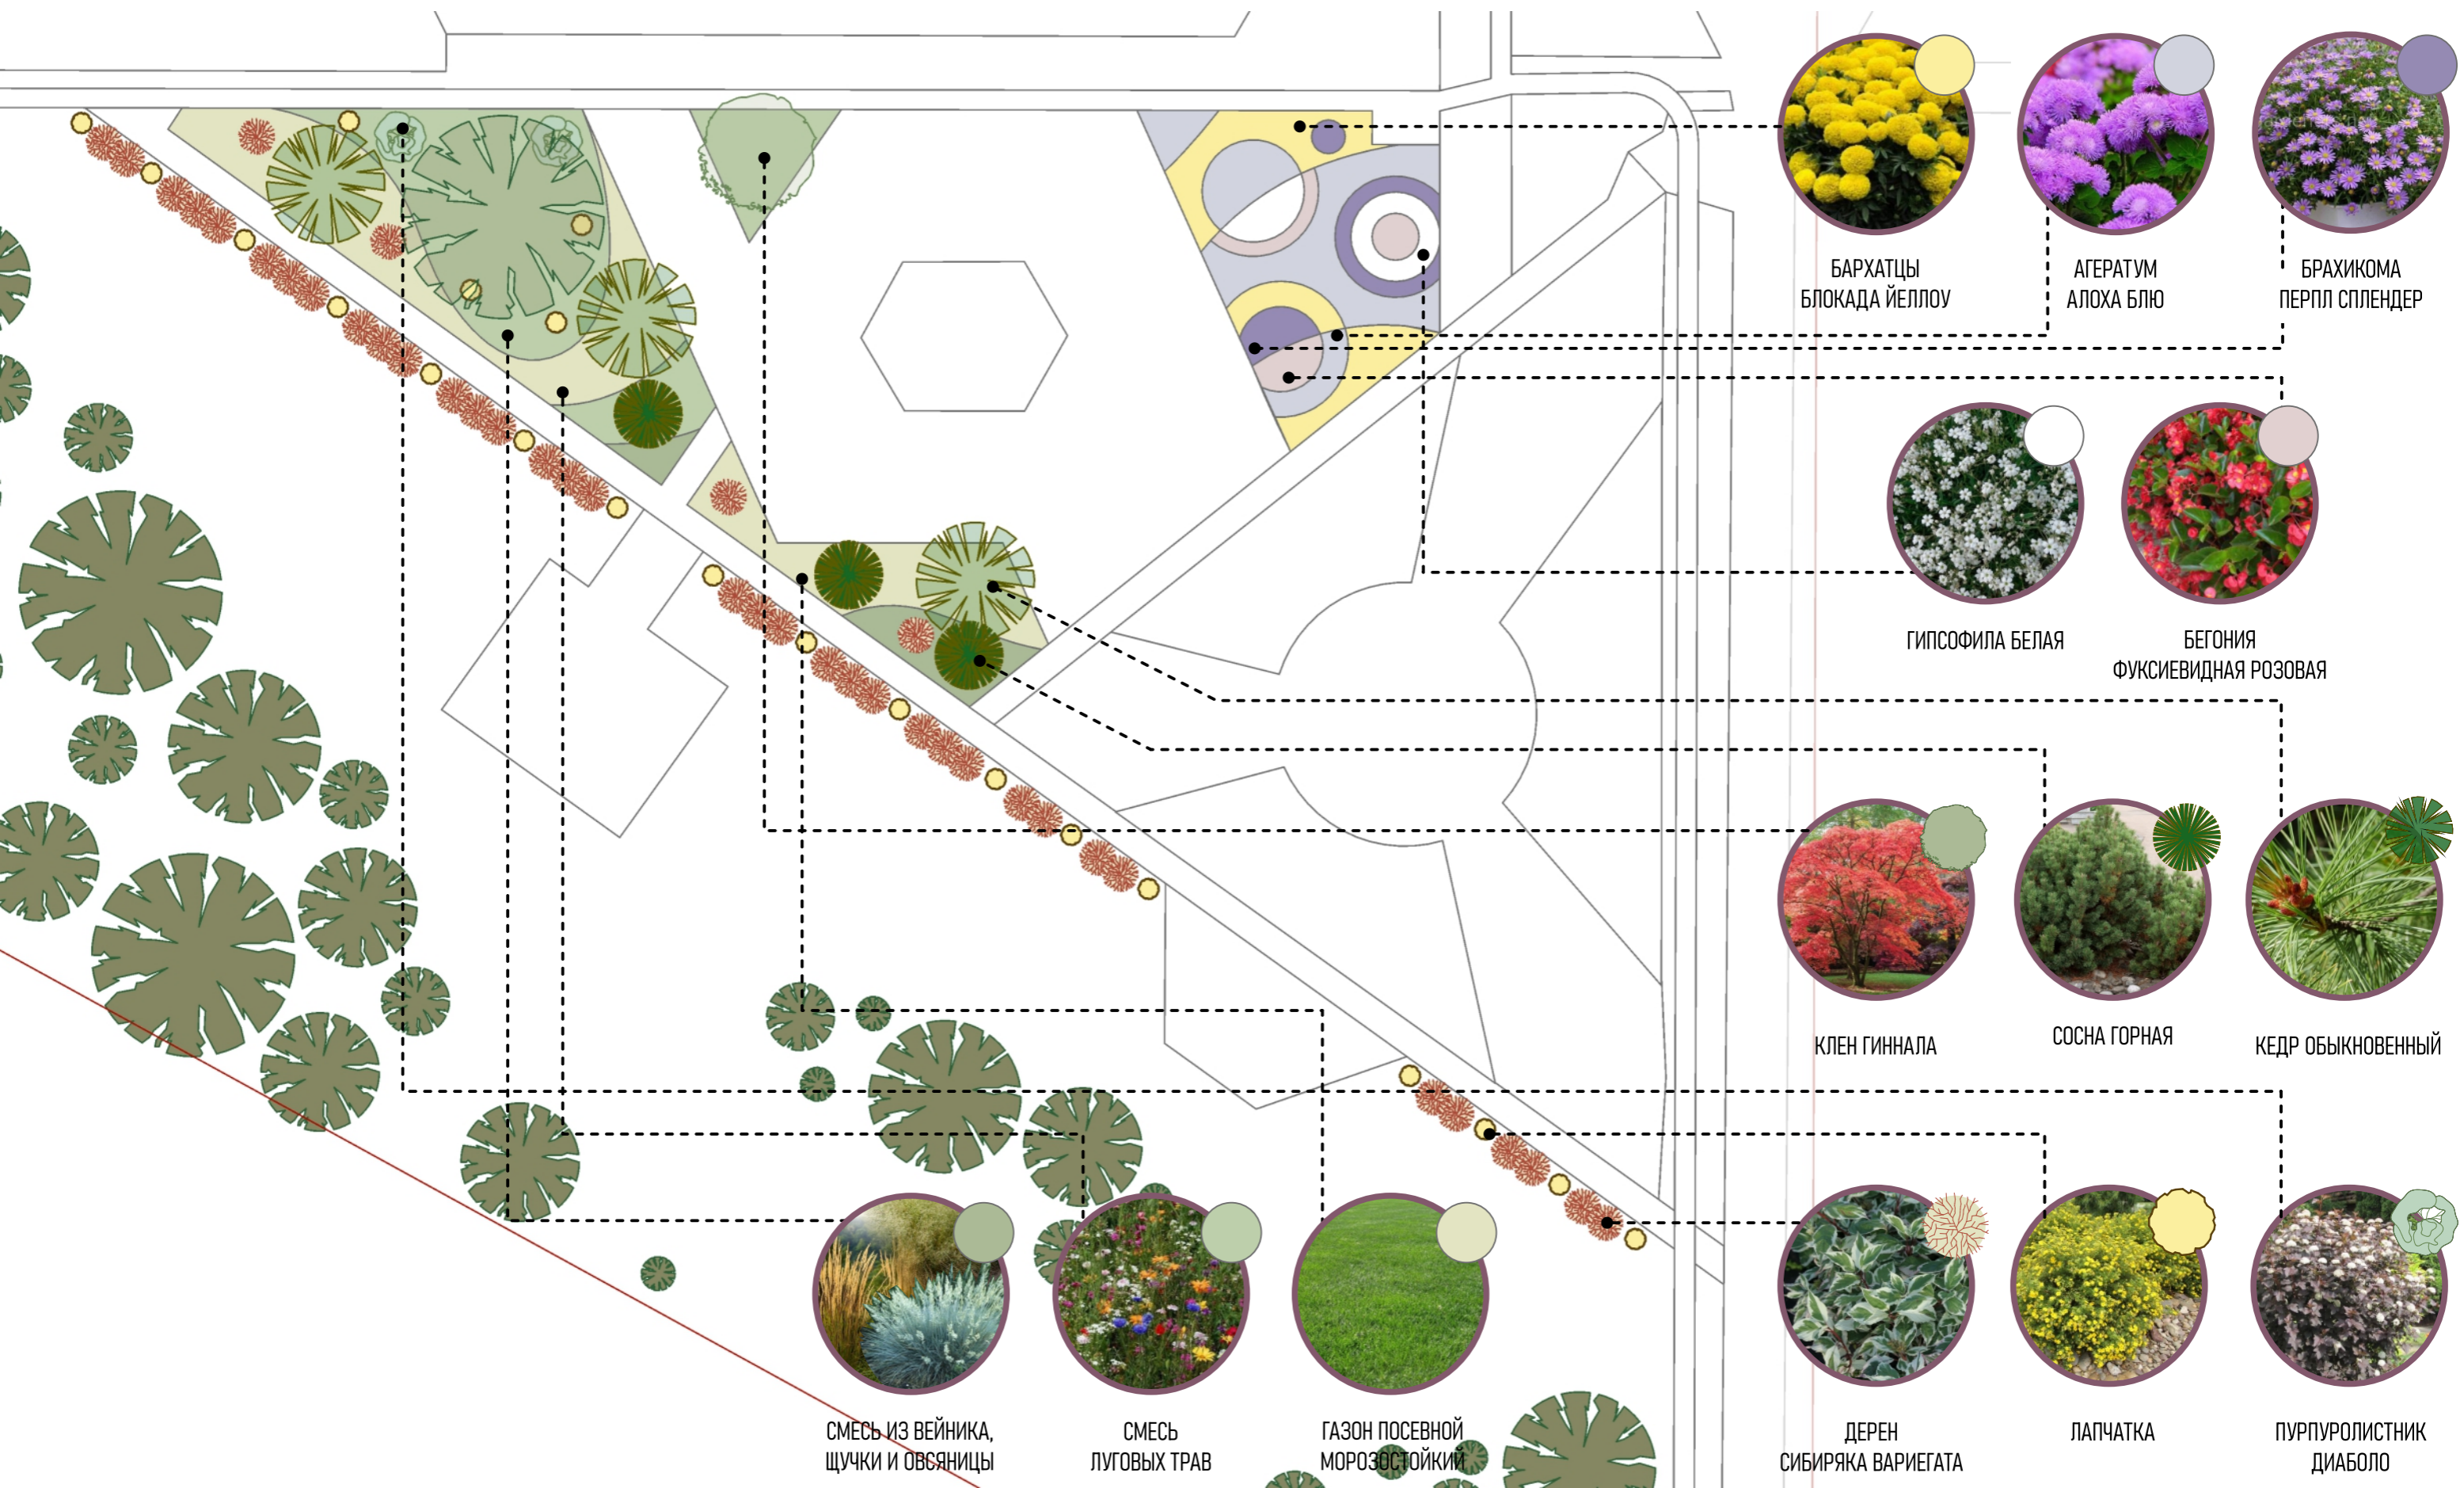 БАРХАТЦЫ
БЛОКАДА ЙЕЛЛОУ
АГЕРАТУМ
АЛОХА БЛЮ
БРАХИКОМА
ПЕРПЛ СПЛЕНДЕР
ГИПСОФИЛА БЕЛАЯ
БЕГОНИЯ
ФУКСИЕВИДНАЯ РОЗОВАЯ
КЛЕН ГИННАЛА
СОСНА ГОРНАЯ
КЕДР ОБЫКНОВЕННЫЙ
СМЕСЬ ИЗ ВЕЙНИКА,
ЩУЧКИ И ОВСЯНИЦЫ
СМЕСЬ
ЛУГОВЫХ ТРАВ
ГАЗОН ПОСЕВНОЙ
МОРОЗОСТОЙКИЙ
ДЕРЕН
СИБИРЯКА ВАРИЕГАТА
ЛАПЧАТКА
ПУРПУРОЛИСТНИК
ДИАБОЛО